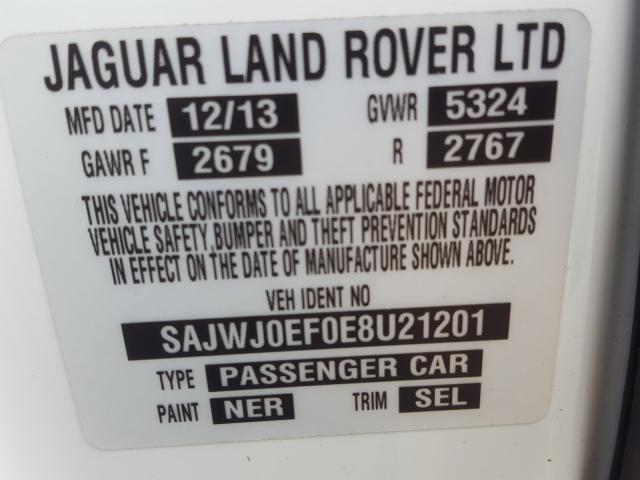 JAGUAR LAND ROVER LTD
MFD DATE 12/13 GVWR 5324
GAWR F 2679 R 2767
THIS VEHICLE CONFORMS TO ALL APPLICABLE FEDERAL MOTOR
VEHICLE SAFETY,BUMPER AND THEFT PREVENTION STANDARDS
IN EFFECT ON THE DATE OF MANUFACTURE SHOWN ABOVE.
VEH IDENT NO
SAJWJ0EF0E8U21201
TYPE PASSENGER CAR
PAINT NER TRIM SEL